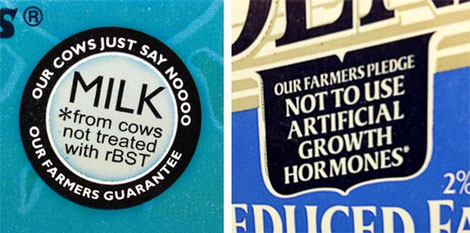 s®
OUR COWS JUST SAY NOOOO
MILK
*from cows
not treated
with rBST
OUR FARMERS GUARANTEE
OUR FARMERS PLEDGE
NOT TO USE
ARTIFICIAL
GROWTH
HORMONES*
2%
EDUCED FA